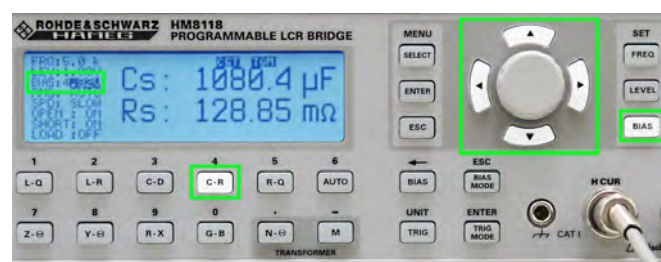 ROHDE&SCHWARZ HM8118
HAMEG PROGRAMMABLE LCR BRIDGE
FRQ:5.0 k
SPD: SLOW
OPEN : ON
SHORT: ON
LOAD :OFF
Cs: 1080.4 µF
Rs: 128.85 mΩ
MENU
SELECT
ENTER
ESC
SET
FREQ
LEVEL
BIAS
1 2 3 4 5 6
L-Q L-R C-D C-R R-Q AUTO
7 8 9 0 . -
Z-Θ Y-Θ R-X G-B N-Θ M
TRANSFORMER
← ESC
BIAS BIAS MODE
UNIT ENTER
TRIG TRIG MODE
CAT I
H CUR